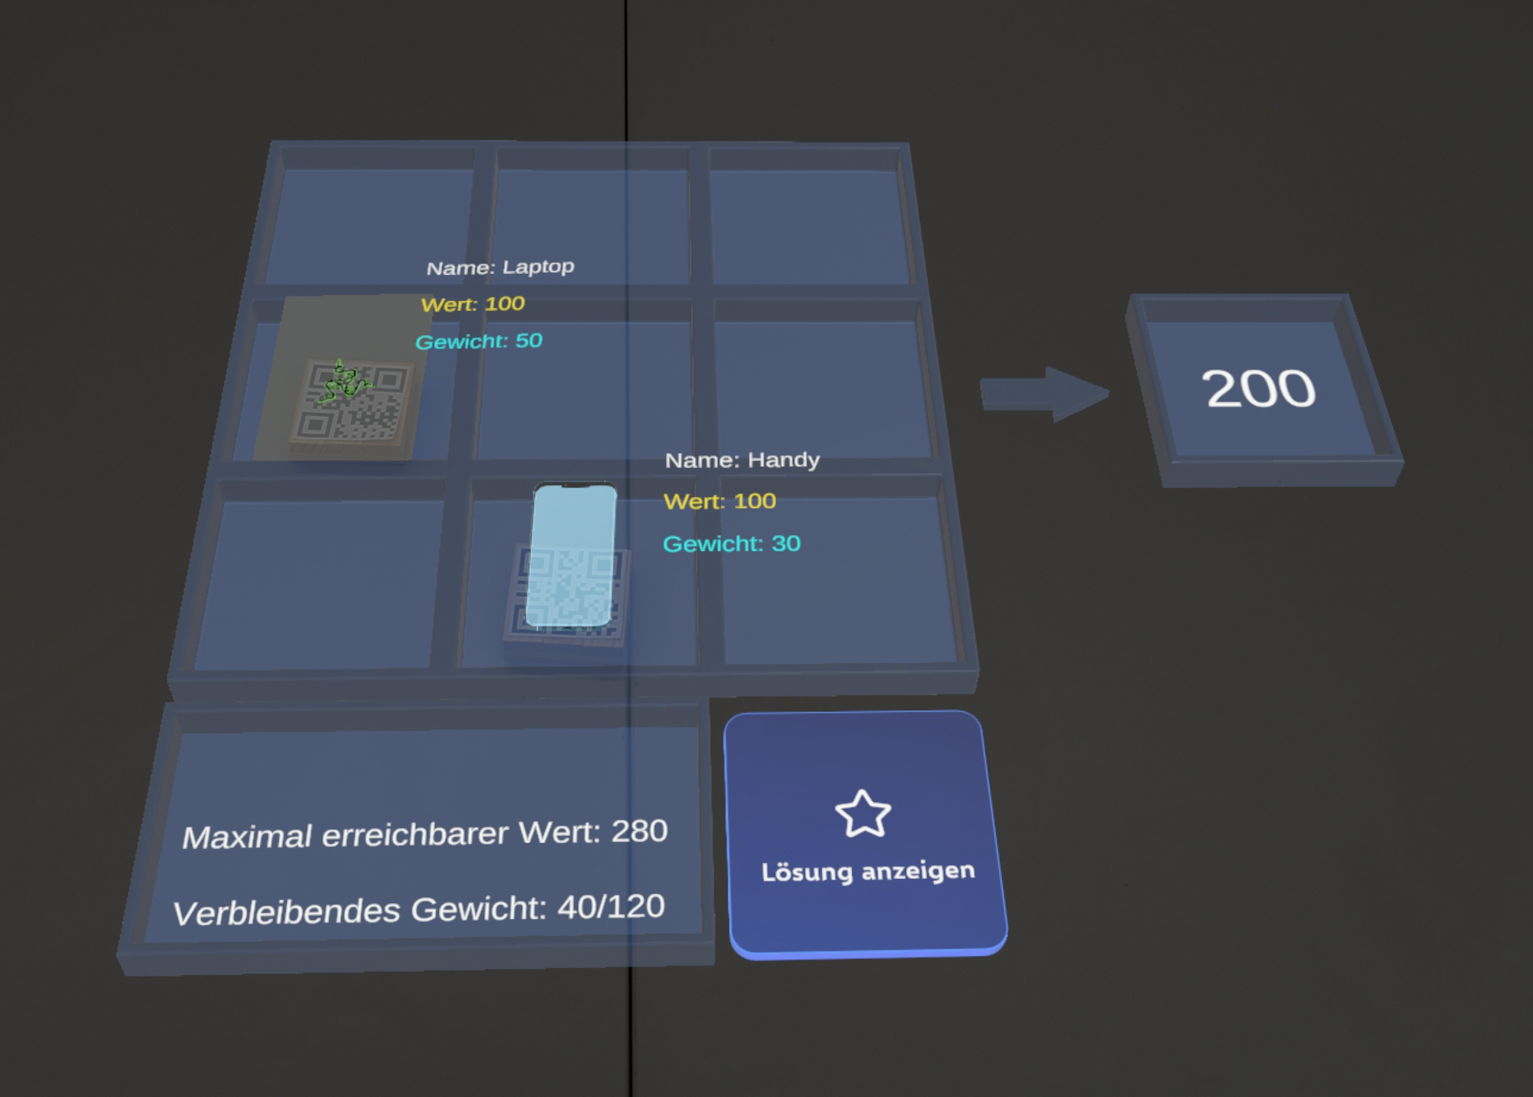 Name: Laptop
Wert: 100
Gewicht: 50
200
Name: Handy
Wert: 100
Gewicht: 30
Maximal erreichbarer Wert: 280
Verbleibendes Gewicht: 40/120
Lösung anzeigen